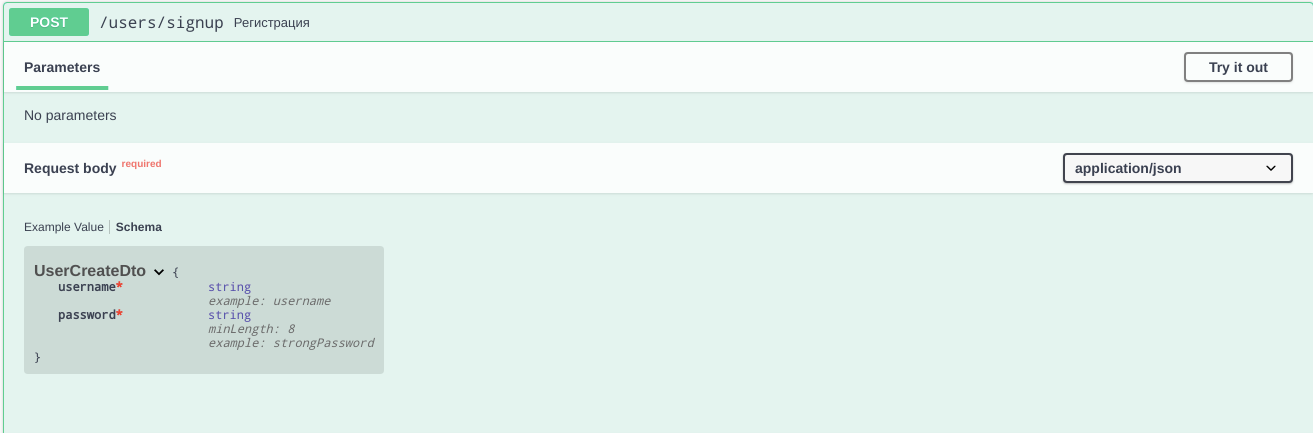 POST /users/signup Регистрация
Parameters Try it out
No parameters
Request body required application/json
Example Value Schema
UserCreateDto {
username* string
example: username
password* string
minLength: 8
example: strongPassword
}